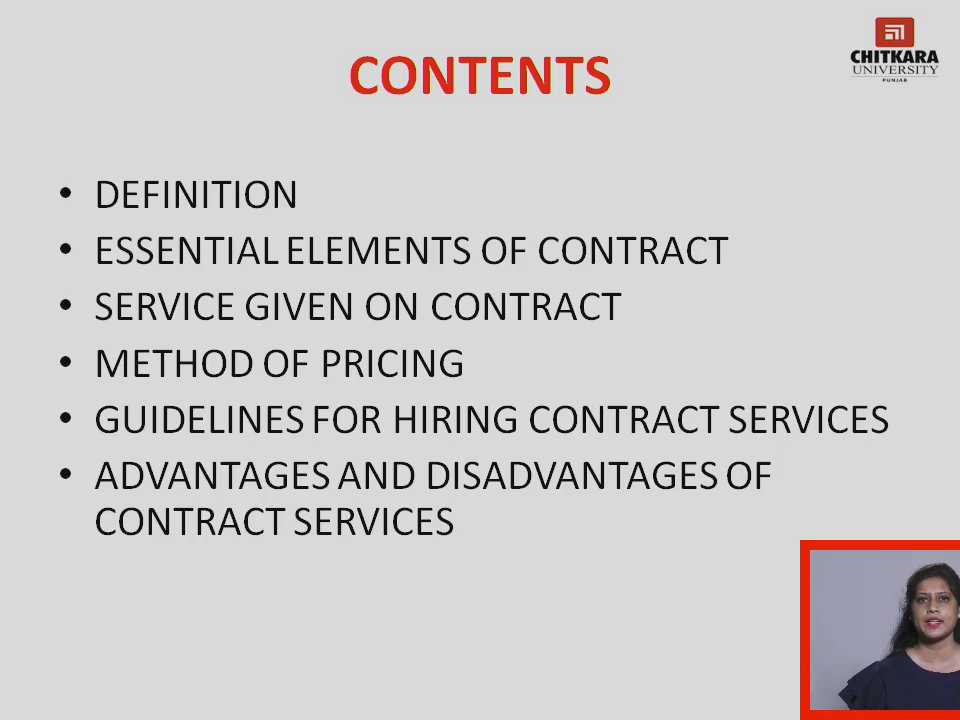 CONTENTS
CHITKARA
UNIVERSITY
PUNJAB
• DEFINITION
• ESSENTIAL ELEMENTS OF CONTRACT
• SERVICE GIVEN ON CONTRACT
• METHOD OF PRICING
• GUIDELINES FOR HIRING CONTRACT SERVICES
• ADVANTAGES AND DISADVANTAGES OF
CONTRACT SERVICES